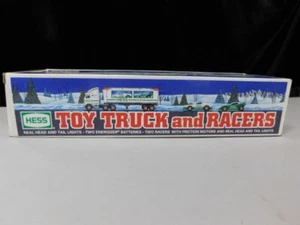 HESS
TOY TRUCK and RACERS
REAL HEAD AND TAIL LIGHTS · TWO ENERGIZER BATTERIES · TWO RACERS WITH FRICTION MOTORS AND REAL HEAD AND TAIL LIGHTS